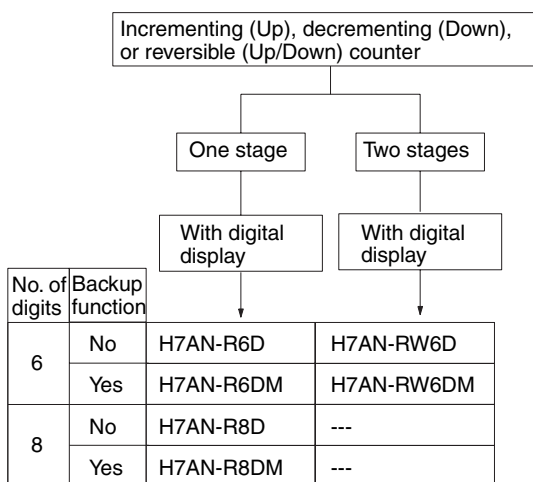 Incrementing (Up), decrementing (Down),
or reversible (Up/Down) counter
One stage
Two stages
With digital
display
With digital
display
No. of
digits
Backup
function
6
No
H7AN-R6D
H7AN-RW6D
Yes
H7AN-R6DM
H7AN-RW6DM
8
No
H7AN-R8D
---
Yes
H7AN-R8DM
---